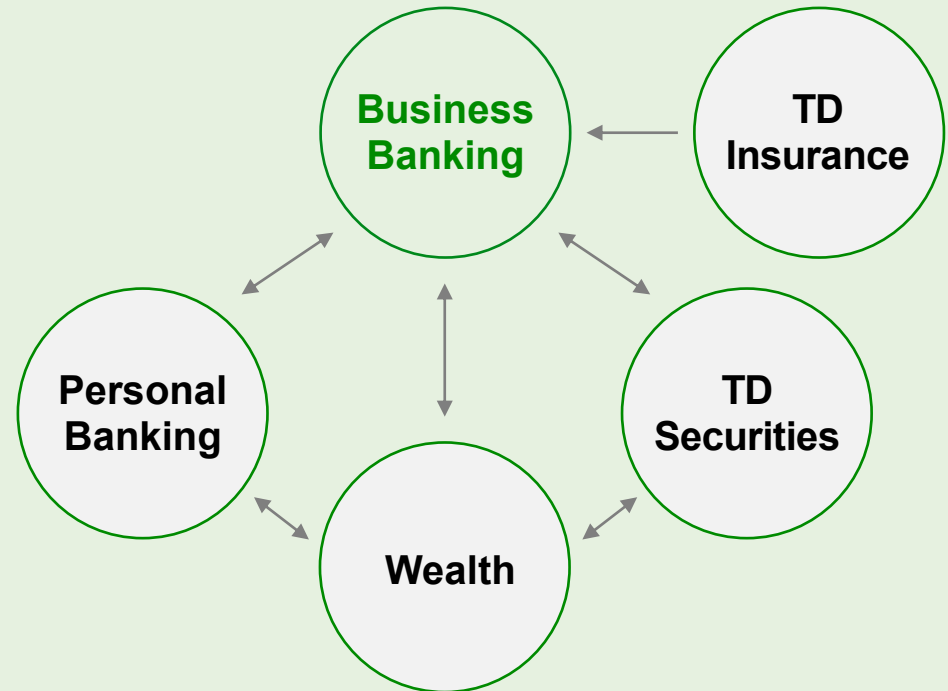 Business
Banking
TD
Insurance
Personal
Banking
TD
Securities
Wealth